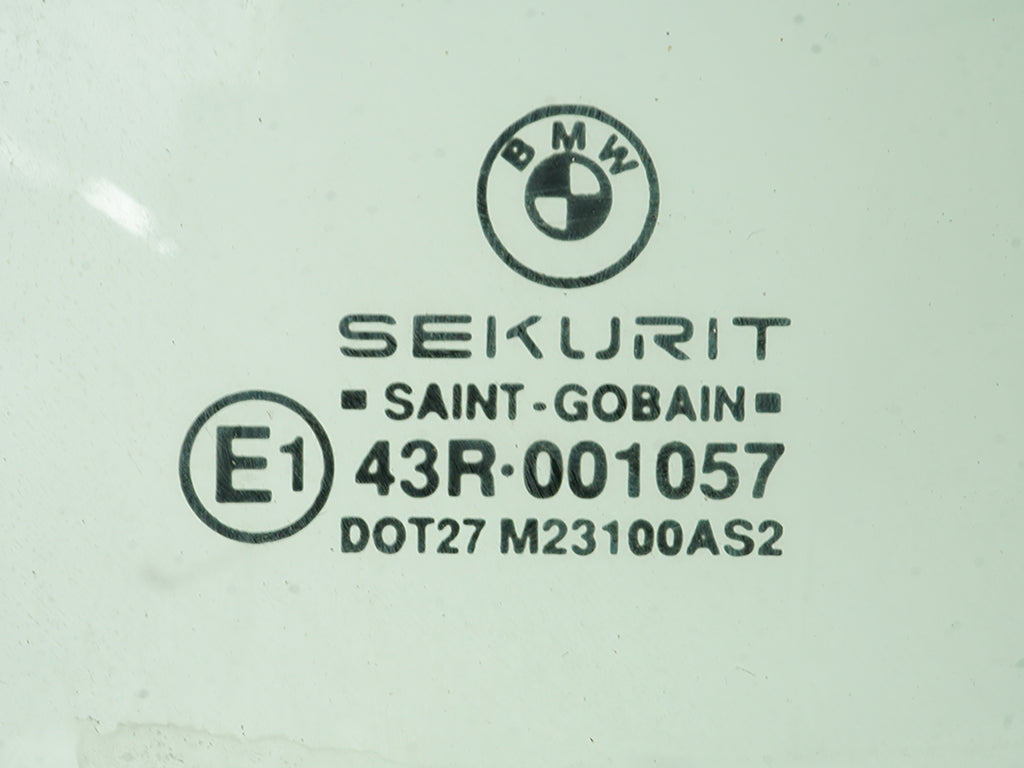 BMW
SEKURIT
▪ SAINT-GOBAIN ▪
E1
43R·001057
DOT27 M23100AS2